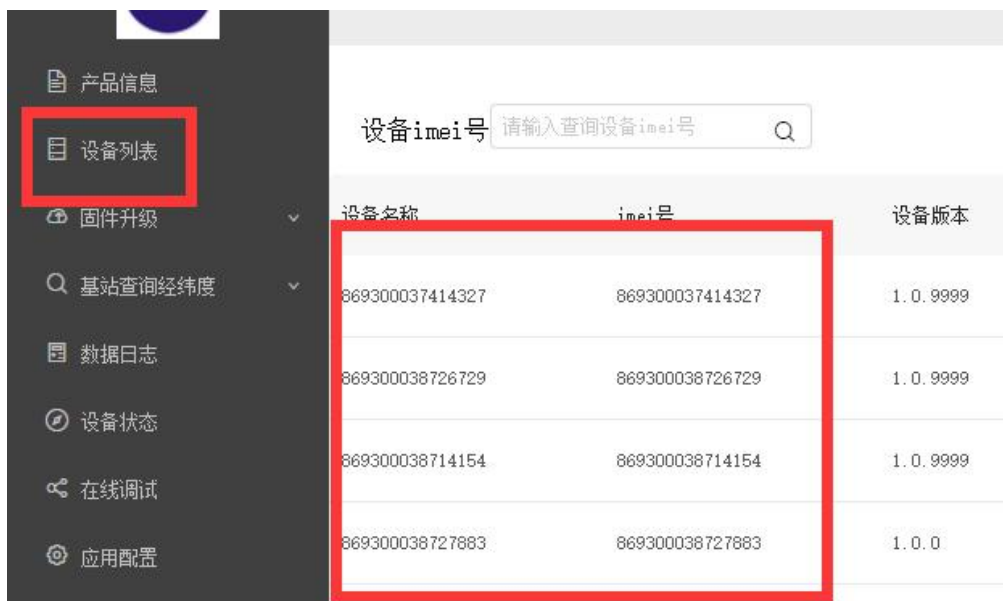 产品信息
设备列表
固件升级
基站查询经纬度
数据日志
设备状态
在线调试
应用配置
设备imei号 请输入查询设备imei号
设备名称 imei号 设备版本
869300037414327 869300037414327 1.0.9999
869300038726729 869300038726729 1.0.9999
869300038714154 869300038714154 1.0.9999
869300038727883 869300038727883 1.0.0